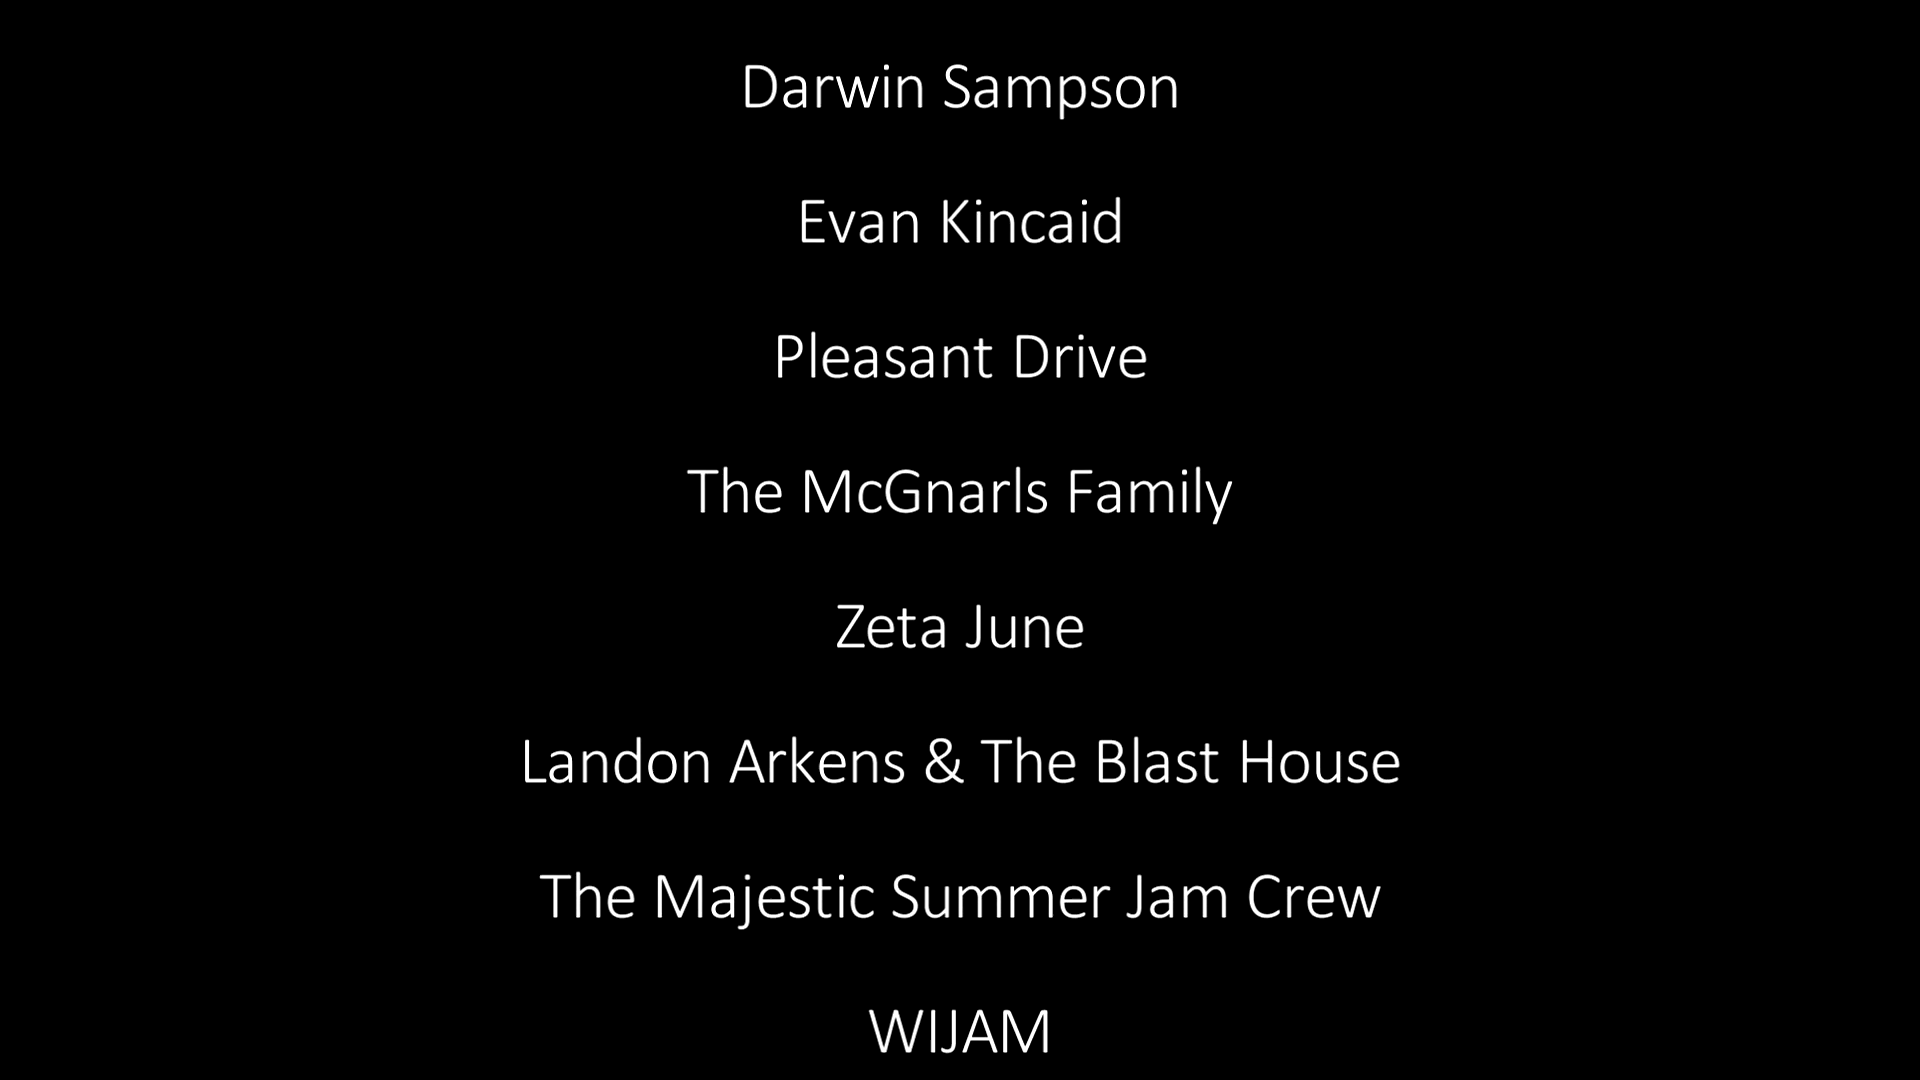 Darwin Sampson
Evan Kincaid
Pleasant Drive
The McGnarls Family
Zeta June
Landon Arkens & The Blast House
The Majestic Summer Jam Crew
WIJAM